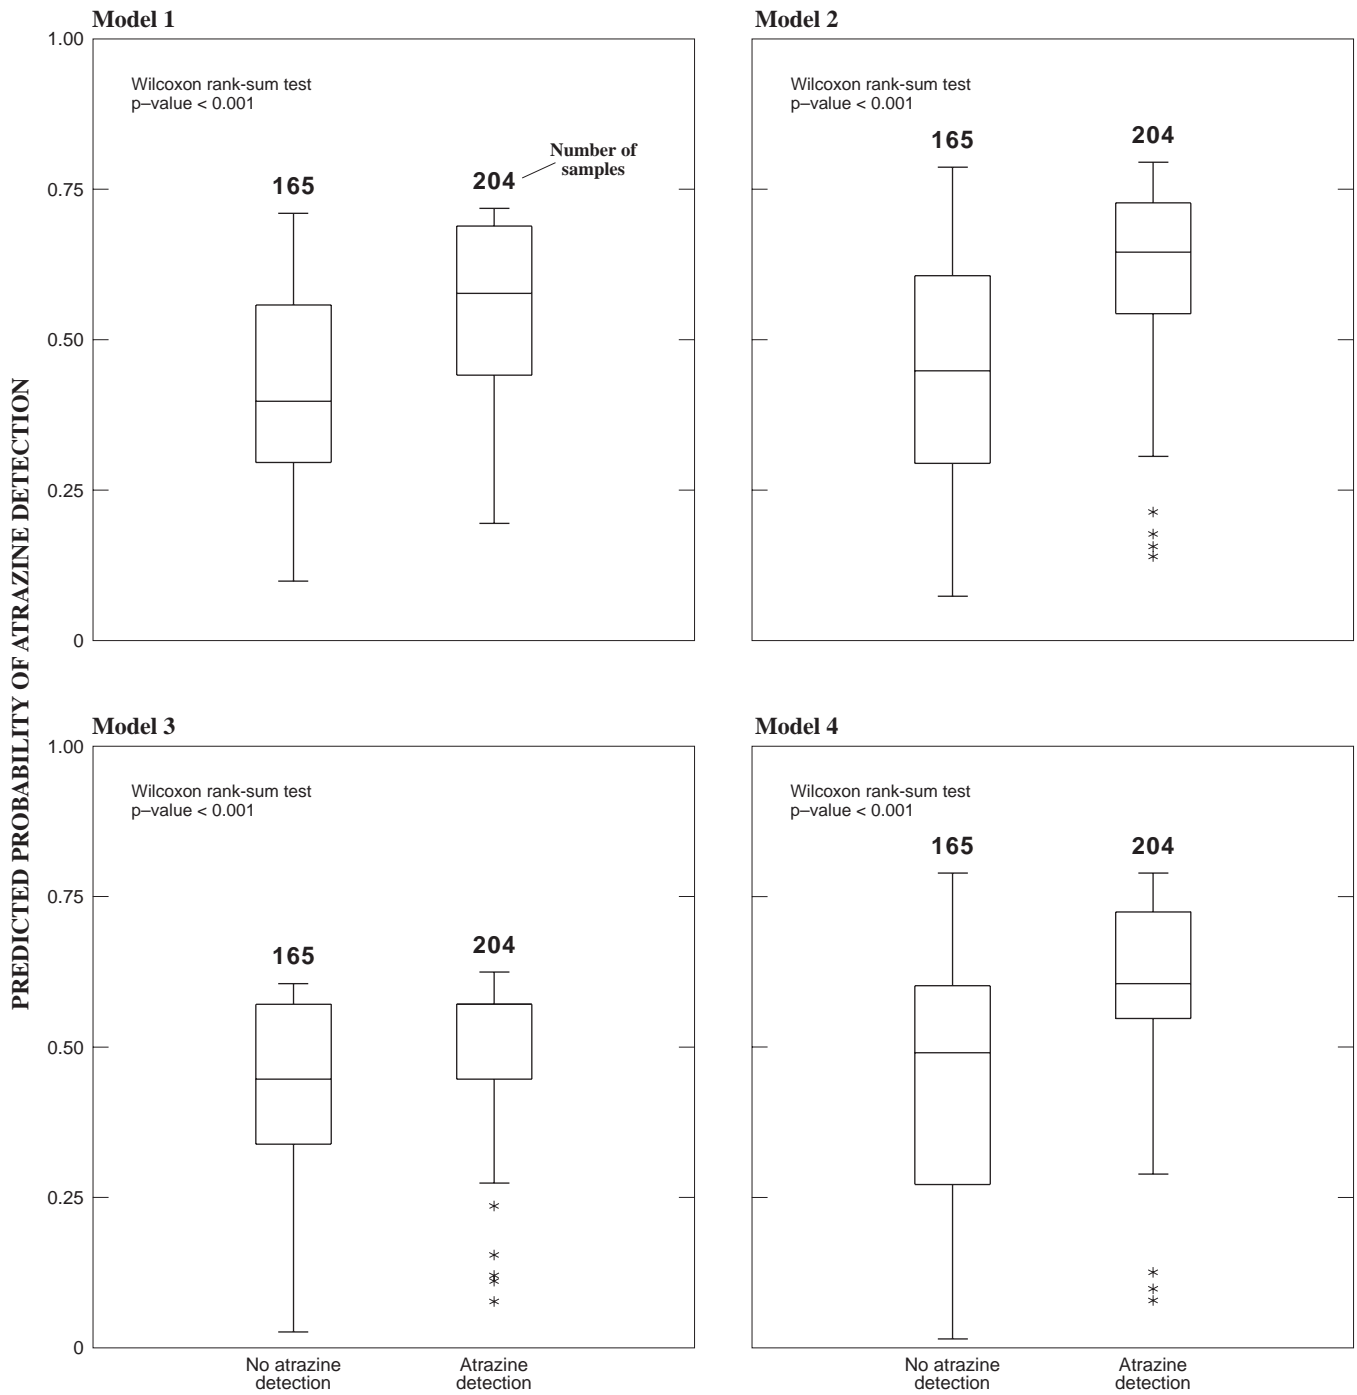 PREDICTED PROBABILITY OF ATRAZINE DETECTION
Model 1
1.00
0.75
0.50
0.25
0
Wilcoxon rank-sum test
p–value < 0.001
165
204
Number of
samples
Model 2
Wilcoxon rank-sum test
p–value < 0.001
165
204
Model 3
1.00
0.75
0.50
0.25
0
Wilcoxon rank-sum test
p–value < 0.001
165
204
No atrazine
detection
Atrazine
detection
Model 4
Wilcoxon rank-sum test
p–value < 0.001
165
204
No atrazine
detection
Atrazine
detection